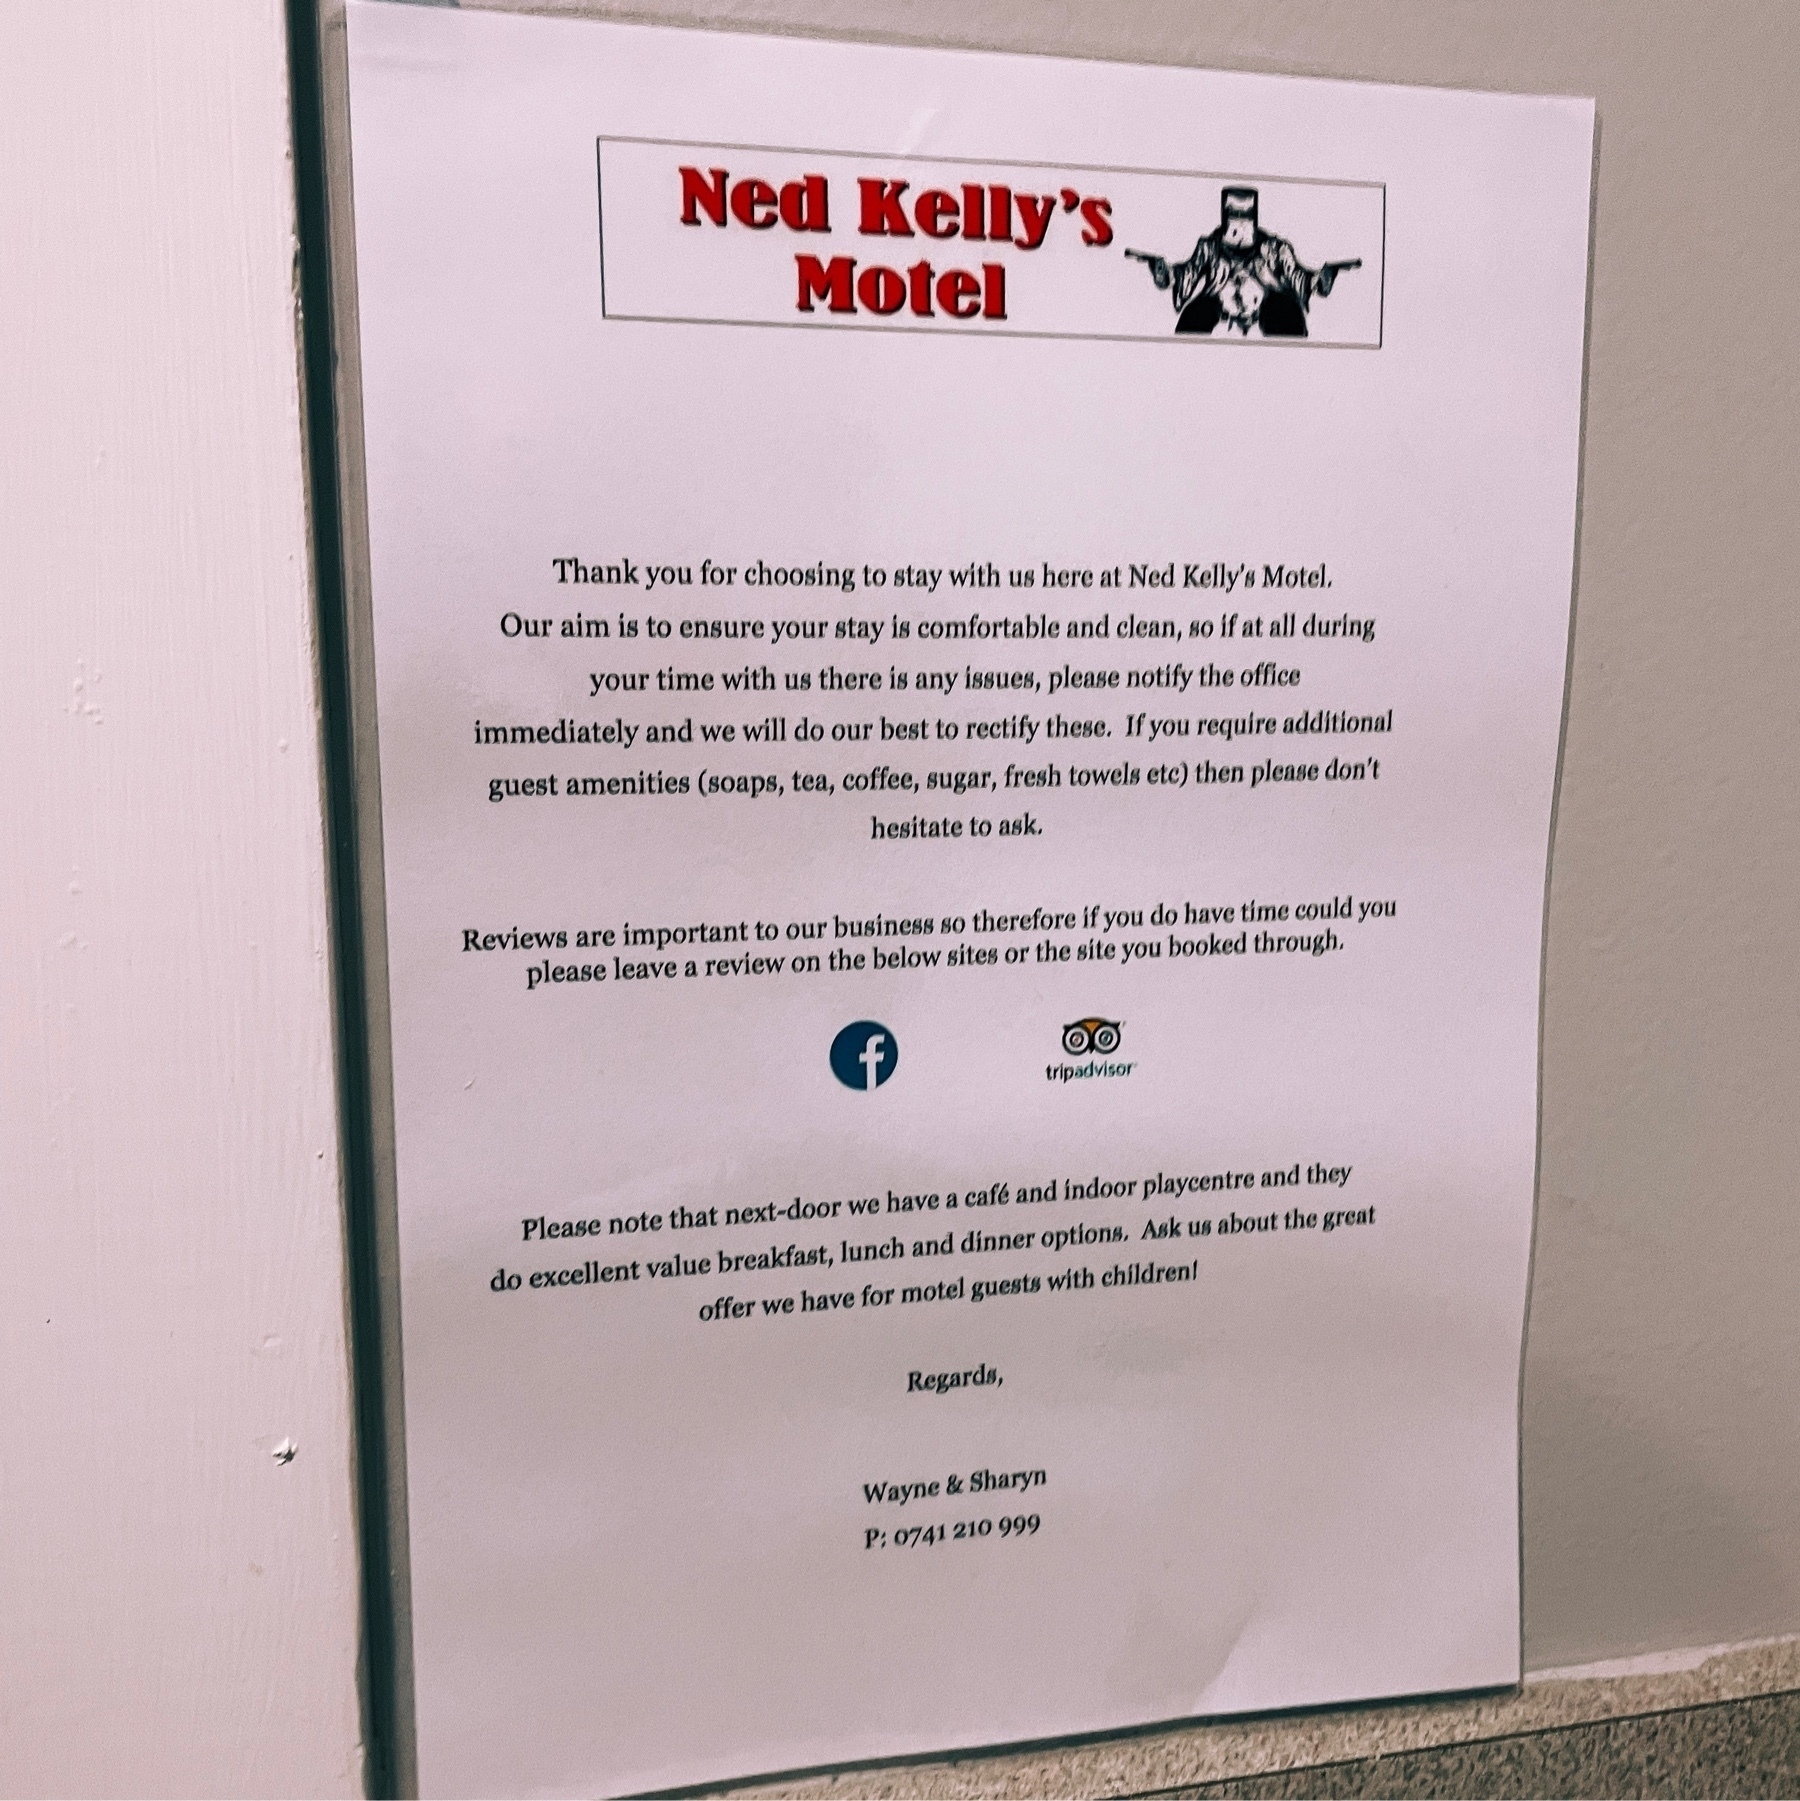 Ned Kelly's
Motel
Thank you for choosing to stay with us here at Ned Kelly's Motel.
Our aim is to ensure your stay is comfortable and clean, so if at all during
your time with us there is any issues, please notify the office
immediately and we will do our best to rectify these. If you require additional
guest amenities (soaps, tea, coffee, sugar, fresh towels etc) then please don't
hesitate to ask.
Reviews are important to our business so therefore if you do have time could you
please leave a review on the below sites or the site you booked through.
f
tripadvisor
Please note that next-door we have a café and indoor playcentre and they
do excellent value breakfast, lunch and dinner options. Ask us about the great
offer we have for motel guests with children!
Regards,
Wayne & Sharyn
P: 0741 210 999